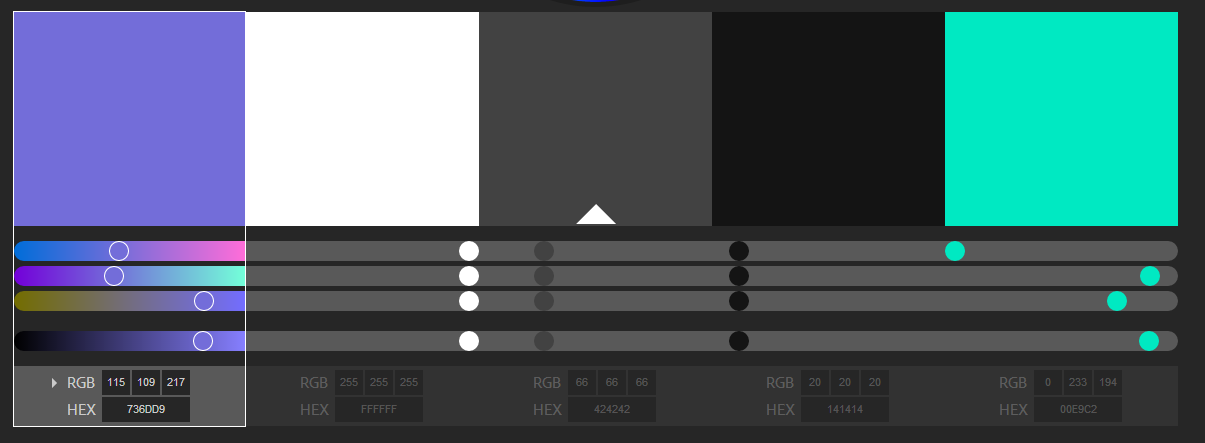 RGB 115 109 217 RGB 255 255 255 RGB 66 66 66 RGB 20 20 20 RGB 0 233 194
HEX 736DD9 HEX FFFFFF HEX 424242 HEX 141414 HEX 00E9C2